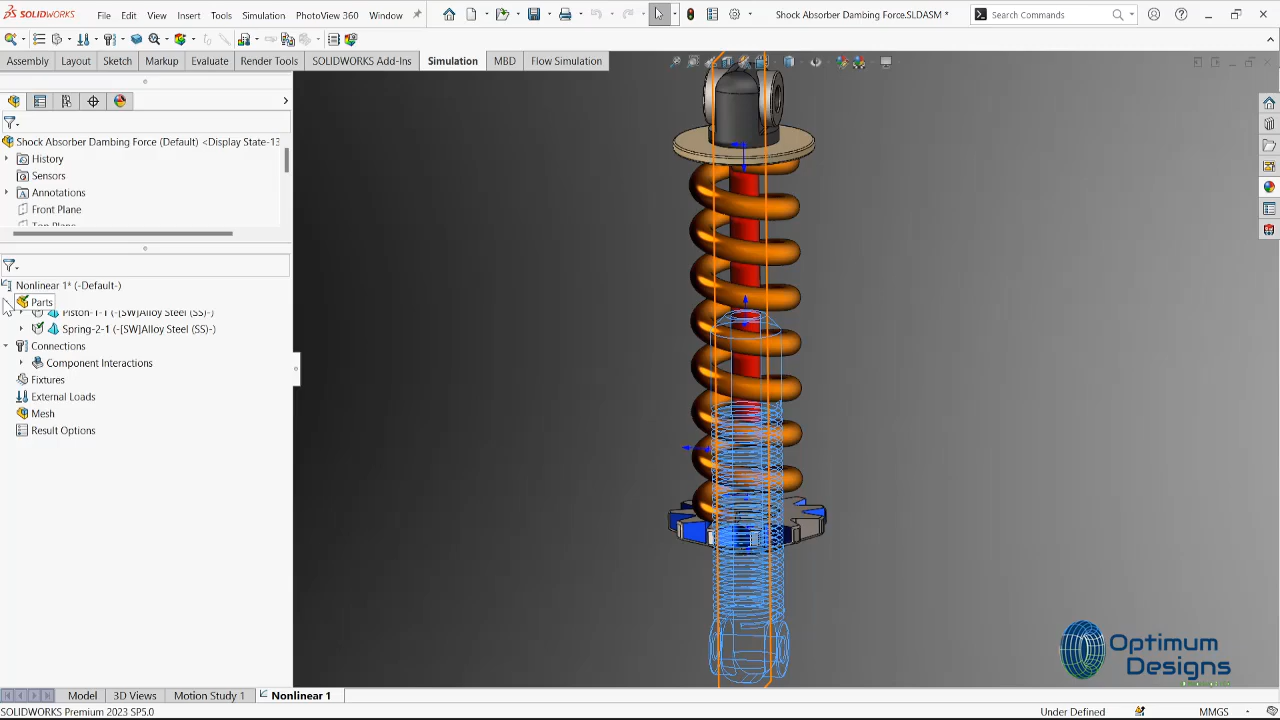 SOLIDWORKS File Edit View Insert Tools Simulation PhotoView 360 Window Shock Absorber Dambing Force.SLDASM * Search Commands
Assembly Layout Sketch Markup Evaluate Render Tools SOLIDWORKS Add-Ins Simulation MBD Flow Simulation
Shock Absorber Dambing Force (Default) <Display State-13
History
Sensors
Annotations
Front Plane
Nonlinear 1* (-Default-)
Parts
Piston-1-1 (-[SW]Alloy Steel (SS)-)
Spring-2-1 (-[SW]Alloy Steel (SS)-)
Connections
Component Interactions
Fixtures
External Loads
Mesh
Result Options
Optimum
Designs
Model 3D Views Motion Study 1 Nonlinear 1
SOLIDWORKS Premium 2023 SP5.0 Under Defined MMGS